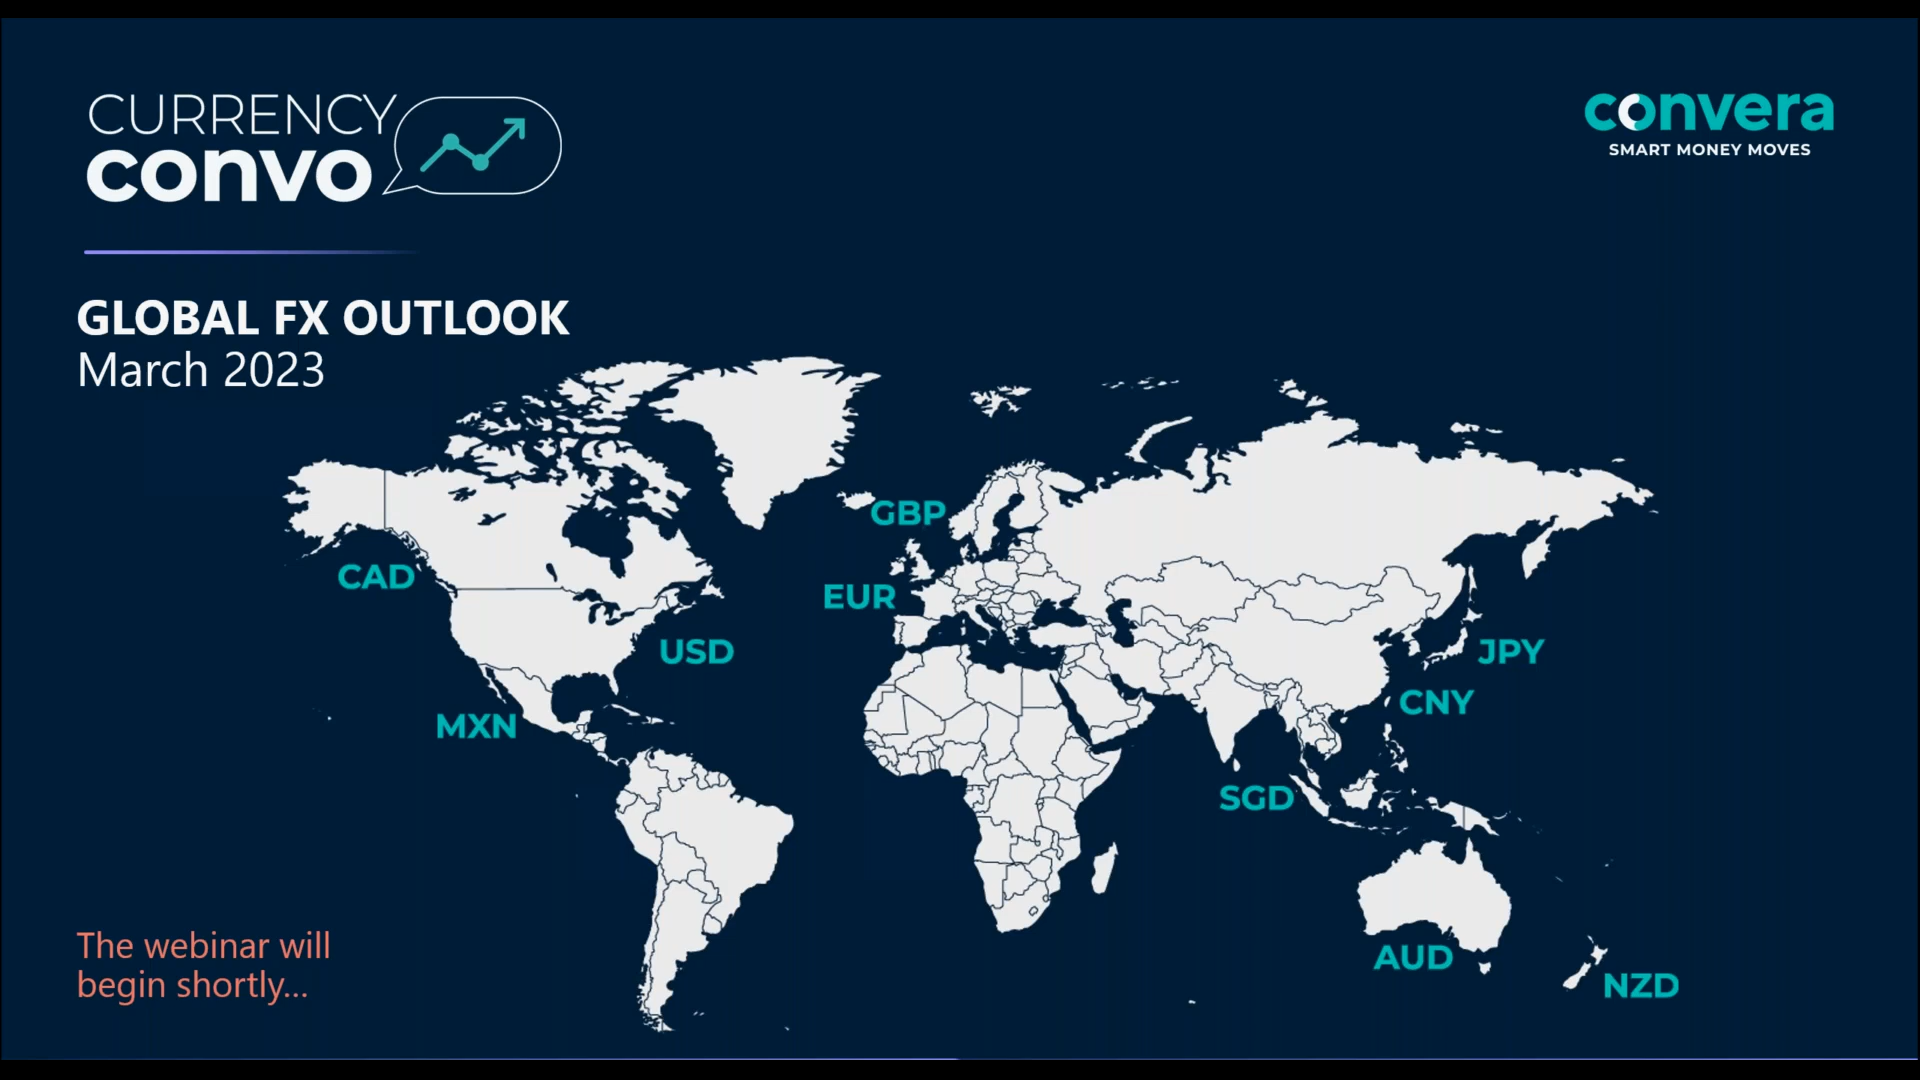 CURRENCY
convo
convera
SMART MONEY MOVES
GLOBAL FX OUTLOOK
March 2023
GBP
CAD
EUR
USD
JPY
CNY
MXN
SGD
The webinar will
begin shortly...
AUD
NZD